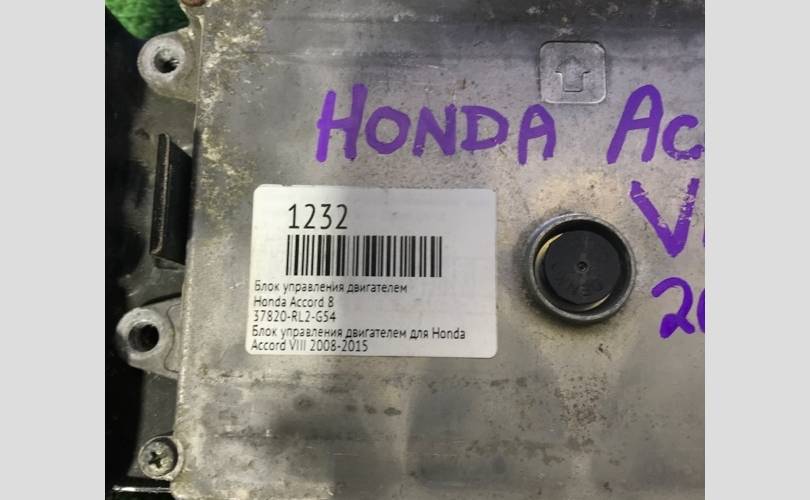 HONDA Ac
1232
Блок управления двигателем
Honda Accord 8
37820-RL2-G54
Блок управления двигателем для Honda
Accord VIII 2008-2015